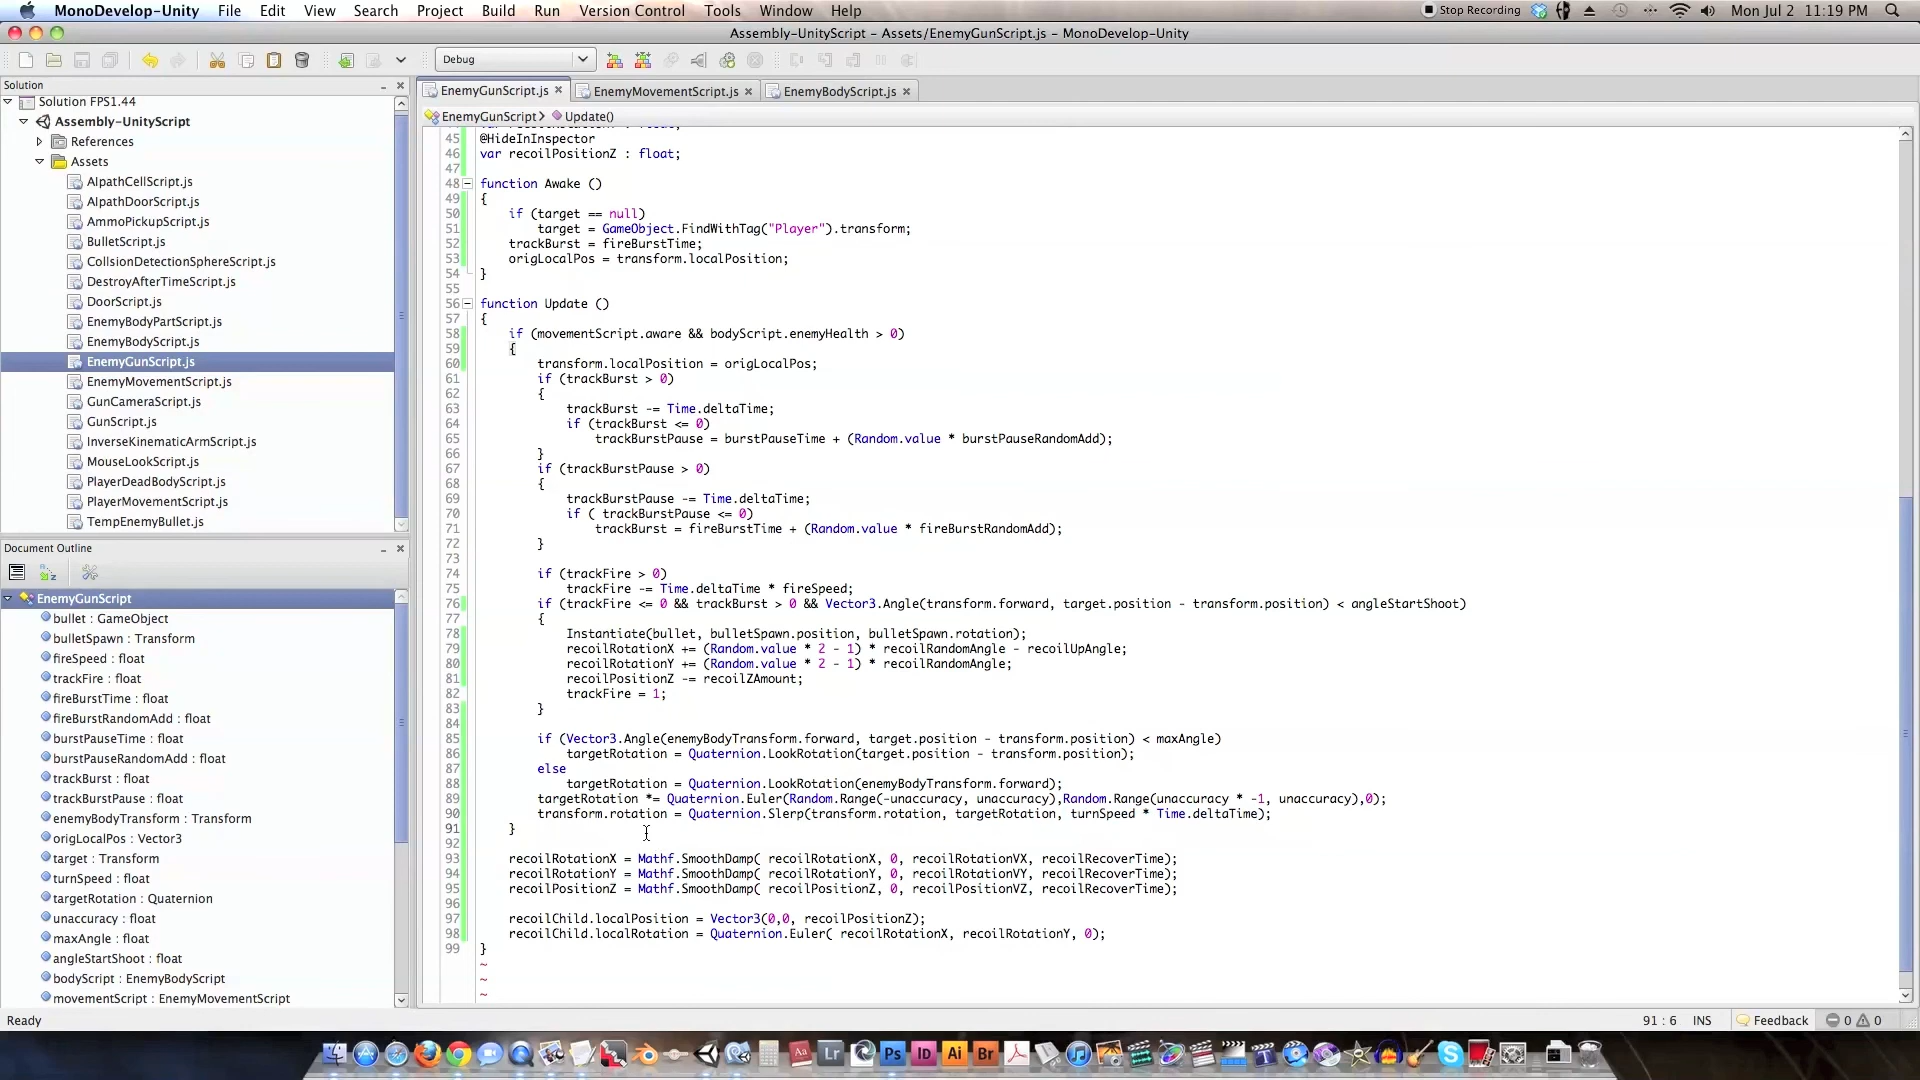 MonoDevelop-Unity File Edit View Search Project Build Run Version Control Tools Window Help Stop Recording Mon Jul 2 11:19 PM
Assembly-UnityScript – Assets/EnemyGunScript.js – MonoDevelop-Unity
Debug
Solution
Solution FPS1.44
Assembly-UnityScript
References
Assets
AIpathCellScript.js
AIpathDoorScript.js
AmmoPickupScript.js
BulletScript.js
CollsionDetectionSphereScript.js
DestroyAfterTimeScript.js
DoorScript.js
EnemyBodyPartScript.js
EnemyBodyScript.js
EnemyGunScript.js
EnemyMovementScript.js
GunCameraScript.js
GunScript.js
InverseKinematicArmScript.js
MouseLookScript.js
PlayerDeadBodyScript.js
PlayerMovementScript.js
TempEnemyBullet.js
Document Outline
EnemyGunScript
bullet : GameObject
bulletSpawn : Transform
fireSpeed : float
trackFire : float
fireBurstTime : float
fireBurstRandomAdd : float
burstPauseTime : float
burstPauseRandomAdd : float
trackBurst : float
trackBurstPause : float
enemyBodyTransform : Transform
origLocalPos : Vector3
target : Transform
turnSpeed : float
targetRotation : Quaternion
unaccuracy : float
maxAngle : float
angleStartShoot : float
bodyScript : EnemyBodyScript
movementScript : EnemyMovementScript
EnemyGunScript.js EnemyMovementScript.js EnemyBodyScript.js
EnemyGunScript Update()
45 @HideInInspector
46 var recoilPositionZ : float;
47
48 function Awake ()
49 {
50 if (target == null)
51 target = GameObject.FindWithTag("Player").transform;
52 trackBurst = fireBurstTime;
53 origLocalPos = transform.localPosition;
54 }
55
56 function Update ()
57 {
58 if (movementScript.aware && bodyScript.enemyHealth > 0)
59 {
60 transform.localPosition = origLocalPos;
61 if (trackBurst > 0)
62 {
63 trackBurst -= Time.deltaTime;
64 if (trackBurst <= 0)
65 trackBurstPause = burstPauseTime + (Random.value * burstPauseRandomAdd);
66 }
67 if (trackBurstPause > 0)
68 {
69 trackBurstPause -= Time.deltaTime;
70 if ( trackBurstPause <= 0)
71 trackBurst = fireBurstTime + (Random.value * fireBurstRandomAdd);
72 }
73
74 if (trackFire > 0)
75 trackFire -= Time.deltaTime * fireSpeed;
76 if (trackFire <= 0 && trackBurst > 0 && Vector3.Angle(transform.forward, target.position - transform.position) < angleStartShoot)
77 {
78 Instantiate(bullet, bulletSpawn.position, bulletSpawn.rotation);
79 recoilRotationX += (Random.value * 2 - 1) * recoilRandomAngle - recoilUpAngle;
80 recoilRotationY += (Random.value * 2 - 1) * recoilRandomAngle;
81 recoilPositionZ -= recoilZAmount;
82 trackFire = 1;
83 }
84
85 if (Vector3.Angle(enemyBodyTransform.forward, target.position - transform.position) < maxAngle)
86 targetRotation = Quaternion.LookRotation(target.position - transform.position);
87 else
88 targetRotation = Quaternion.LookRotation(enemyBodyTransform.forward);
89 targetRotation *= Quaternion.Euler(Random.Range(-unaccuracy, unaccuracy),Random.Range(unaccuracy * -1, unaccuracy),0);
90 transform.rotation = Quaternion.Slerp(transform.rotation, targetRotation, turnSpeed * Time.deltaTime);
91 }
92
93 recoilRotationX = Mathf.SmoothDamp( recoilRotationX, 0, recoilRotationVX, recoilRecoverTime);
94 recoilRotationY = Mathf.SmoothDamp( recoilRotationY, 0, recoilRotationVY, recoilRecoverTime);
95 recoilPositionZ = Mathf.SmoothDamp( recoilPositionZ, 0, recoilPositionVZ, recoilRecoverTime);
96
97 recoilChild.localPosition = Vector3(0,0, recoilPositionZ);
98 recoilChild.localRotation = Quaternion.Euler( recoilRotationX, recoilRotationY, 0);
99 }
~
~
~
Ready 91 : 6 INS Feedback 0 0
Lr Ps Id Ai Br